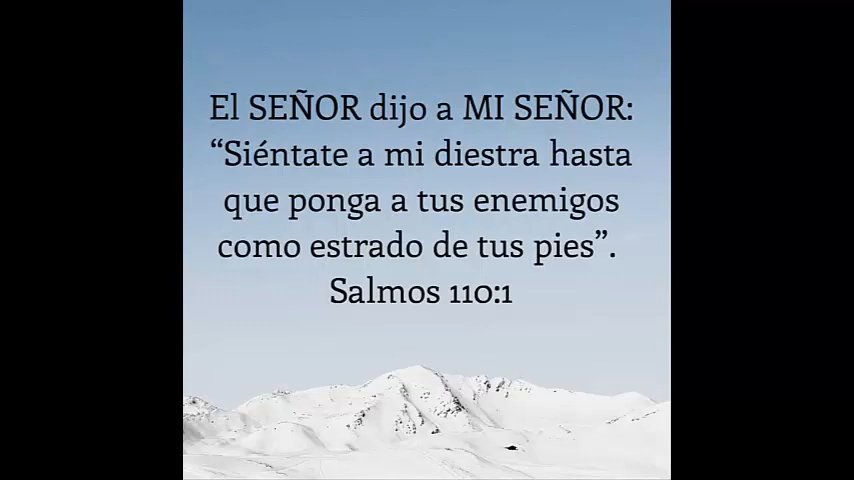 El SEÑOR dijo a MI SEÑOR:
“Siéntate a mi diestra hasta
que ponga a tus enemigos
como estrado de tus pies”.
Salmos 110:1